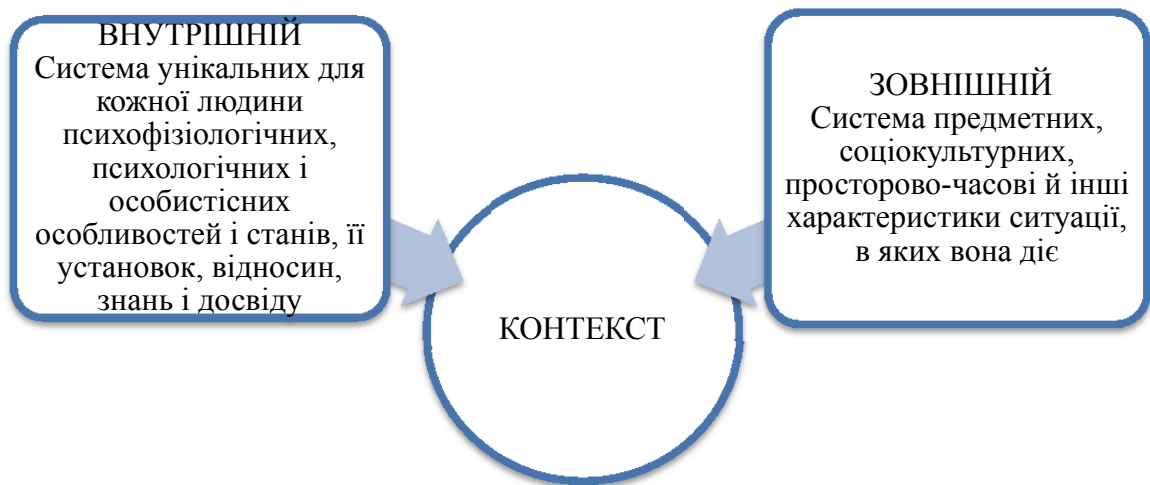 ВНУТРІШНІЙ
Система унікальних для
кожної людини
психофізіологічних,
психологічних і
особистісних
особливостей і станів, її
установок, відносин,
знань і досвіду
ЗОВНІШНІЙ
Система предметних,
соціокультурних,
просторово-часові й інші
характеристики ситуації,
в яких вона діє
КОНТЕКСТ